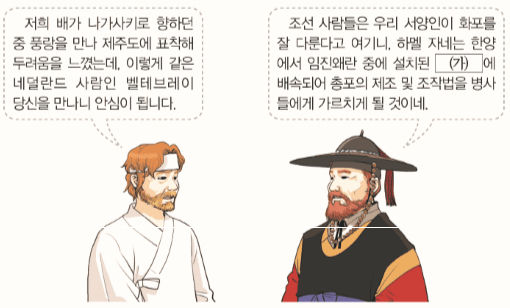 저희 배가 나가사키로 향하던
중 풍랑을 만나 제주도에 표착해
두려움을 느꼈는데, 이렇게 같은
네덜란드 사람인 벨테브레이
당신을 만나니 안심이 됩니다.
조선 사람들은 우리 서양인이 화포를
잘 다룬다고 여기니, 하멜 자네는 한양
에서 임진왜란 중에 설치된 (가) 에
배속되어 총포의 제조 및 조작법을 병사
들에게 가르치게 될 것이네.